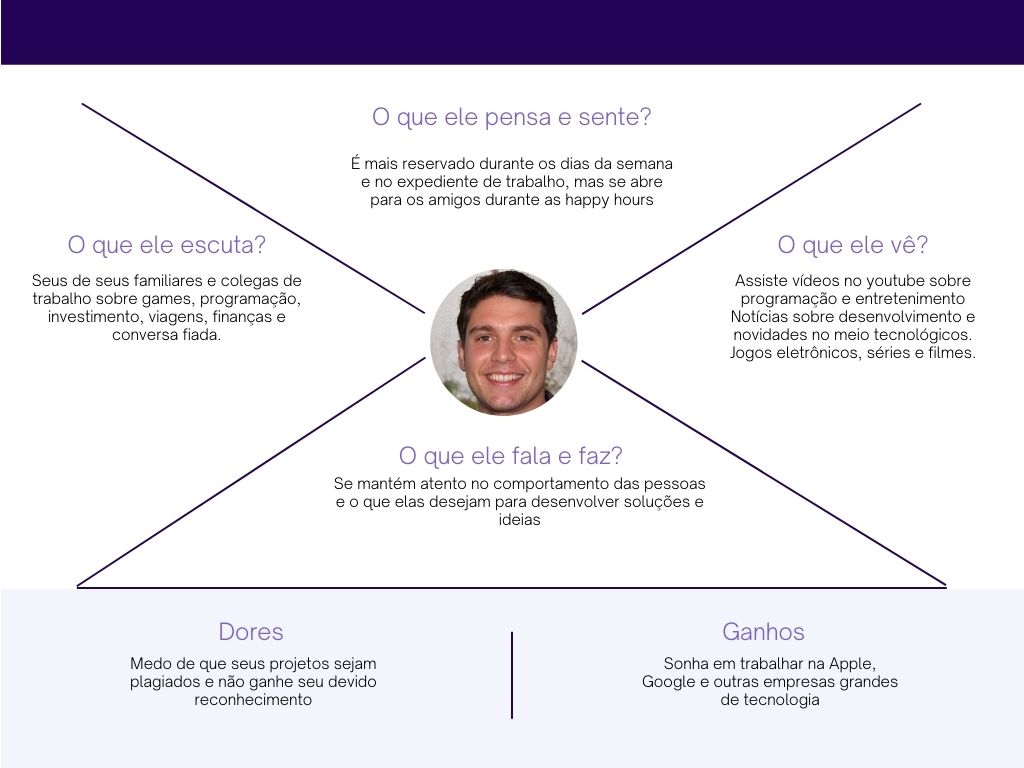 O que ele pensa e sente?
É mais reservado durante os dias da semana
e no expediente de trabalho, mas se abre
para os amigos durante as happy hours
O que ele escuta?
Seus de seus familiares e colegas de
trabalho sobre games, programação,
investimento, viagens, finanças e
conversa fiada.
O que ele vê?
Assiste vídeos no youtube sobre
programação e entretenimento
Notícias sobre desenvolvimento e
novidades no meio tecnológicos.
Jogos eletrônicos, séries e filmes.
O que ele fala e faz?
Se mantém atento no comportamento das pessoas
e o que elas desejam para desenvolver soluções e
ideias
Dores
Medo de que seus projetos sejam
plagiados e não ganhe seu devido
reconhecimento
Ganhos
Sonha em trabalhar na Apple,
Google e outras empresas grandes
de tecnologia